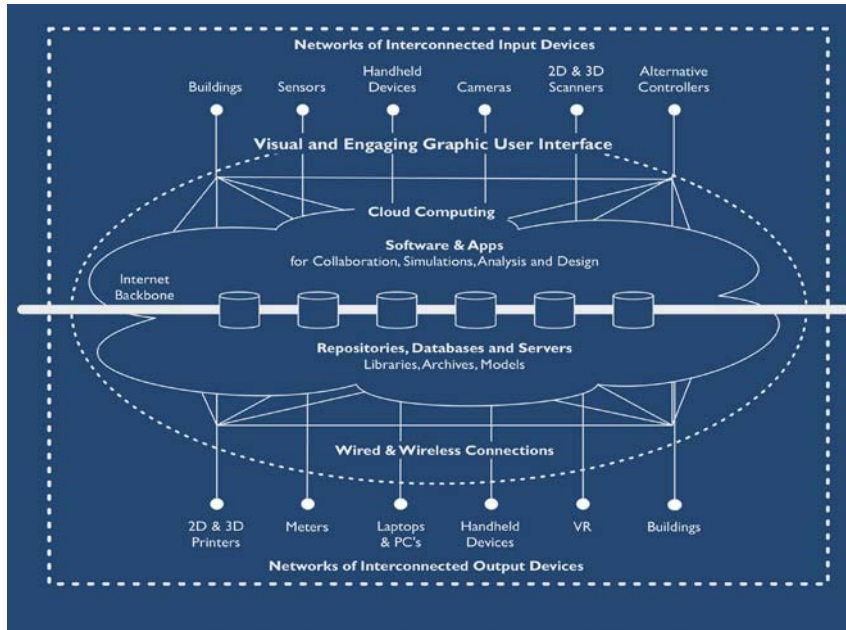 Networks of Interconnected Input Devices
Buildings
Sensors
Handheld
Devices
Cameras
2D & 3D
Scanners
Alternative
Controllers
Visual and Engaging Graphic User Interface
Cloud Computing
Software & Apps
for Collaboration, Simulations, Analysis and Design
Internet
Backbone
Repositories, Databases and Servers
Libraries, Archives, Models
Wired & Wireless Connections
2D & 3D
Printers
Meters
Laptops
& PC's
Handheld
Devices
VR
Buildings
Networks of Interconnected Output Devices